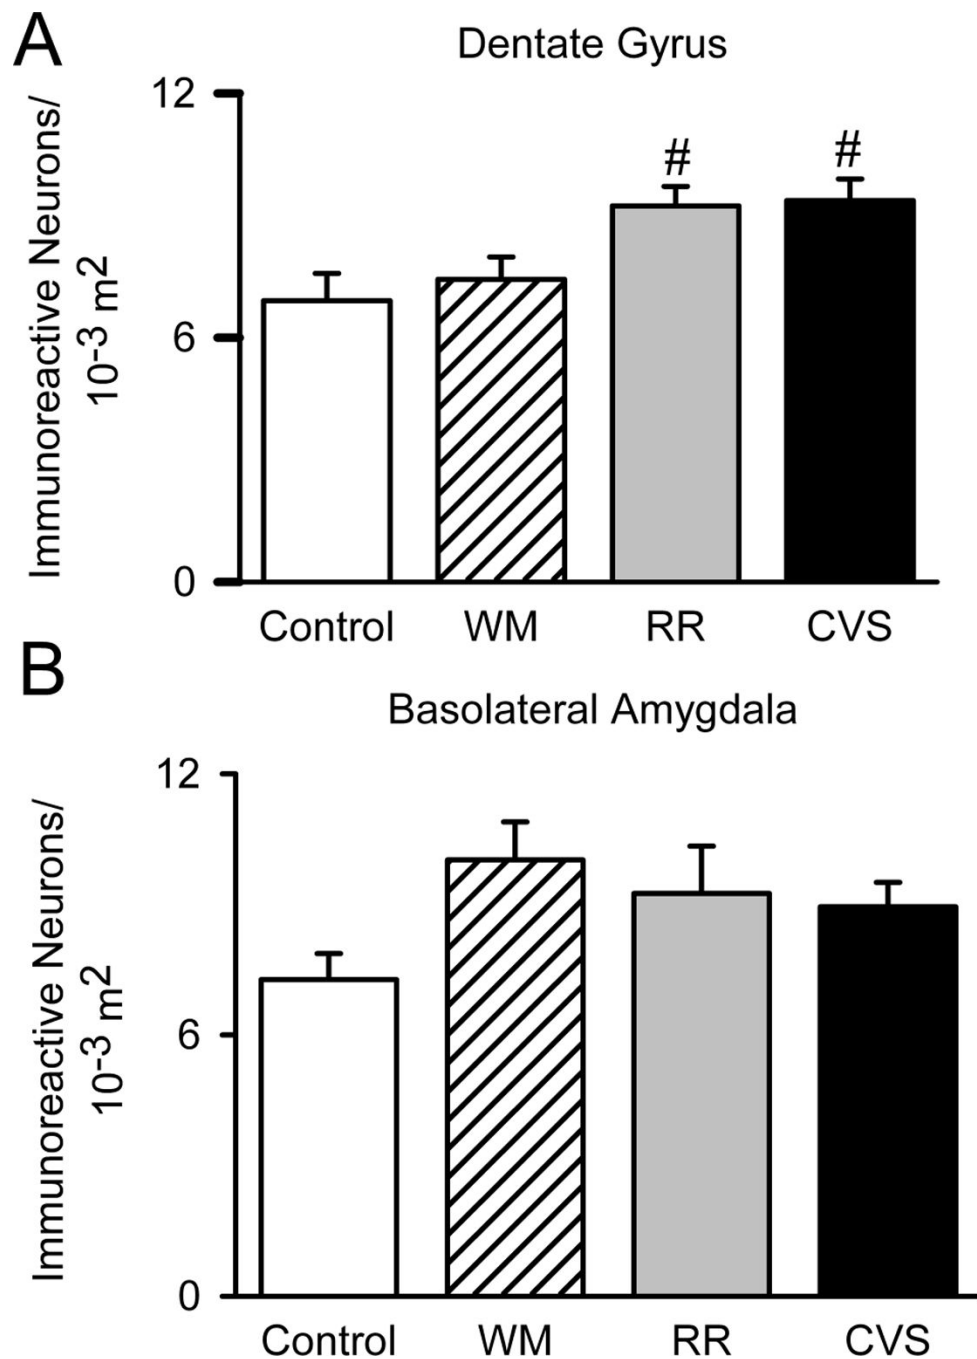 A
Dentate Gyrus
Immunoreactive Neurons/
10⁻³ m²
12
6
0
#
#
Control WM RR CVS
B
Basolateral Amygdala
Immunoreactive Neurons/
10⁻³ m²
12
6
0
Control WM RR CVS